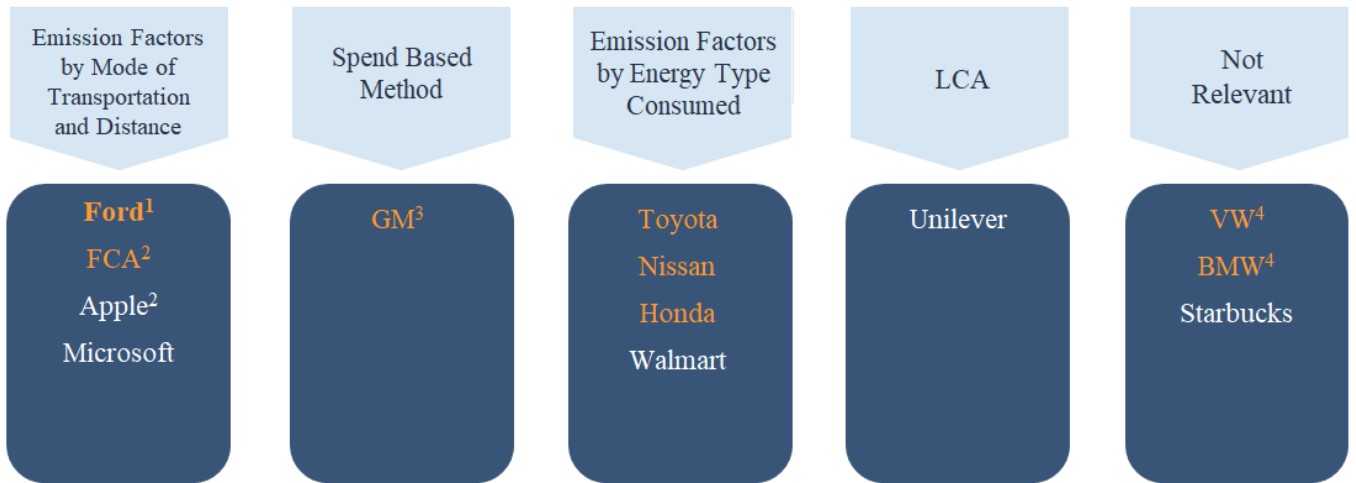 Emission Factors
by Mode of
Transportation
and Distance
Spend Based
Method
Emission Factors
by Energy Type
Consumed
LCA
Not
Relevant
Ford¹
FCA²
Apple²
Microsoft
GM³
Toyota
Nissan
Honda
Walmart
Unilever
VW⁴
BMW⁴
Starbucks